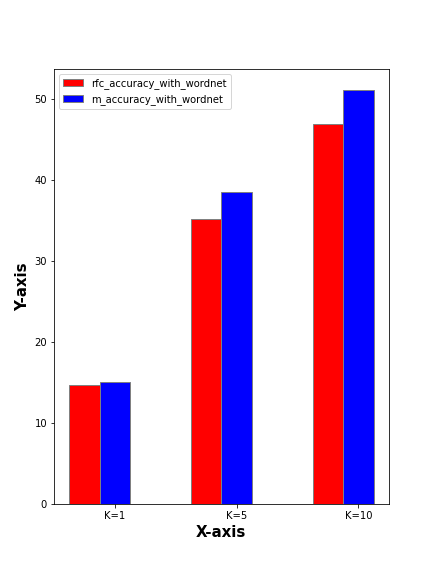 rfc_accuracy_with_wordnet
m_accuracy_with_wordnet
50
40
30
20
10
0
Y-axis
K=1 K=5 K=10
X-axis